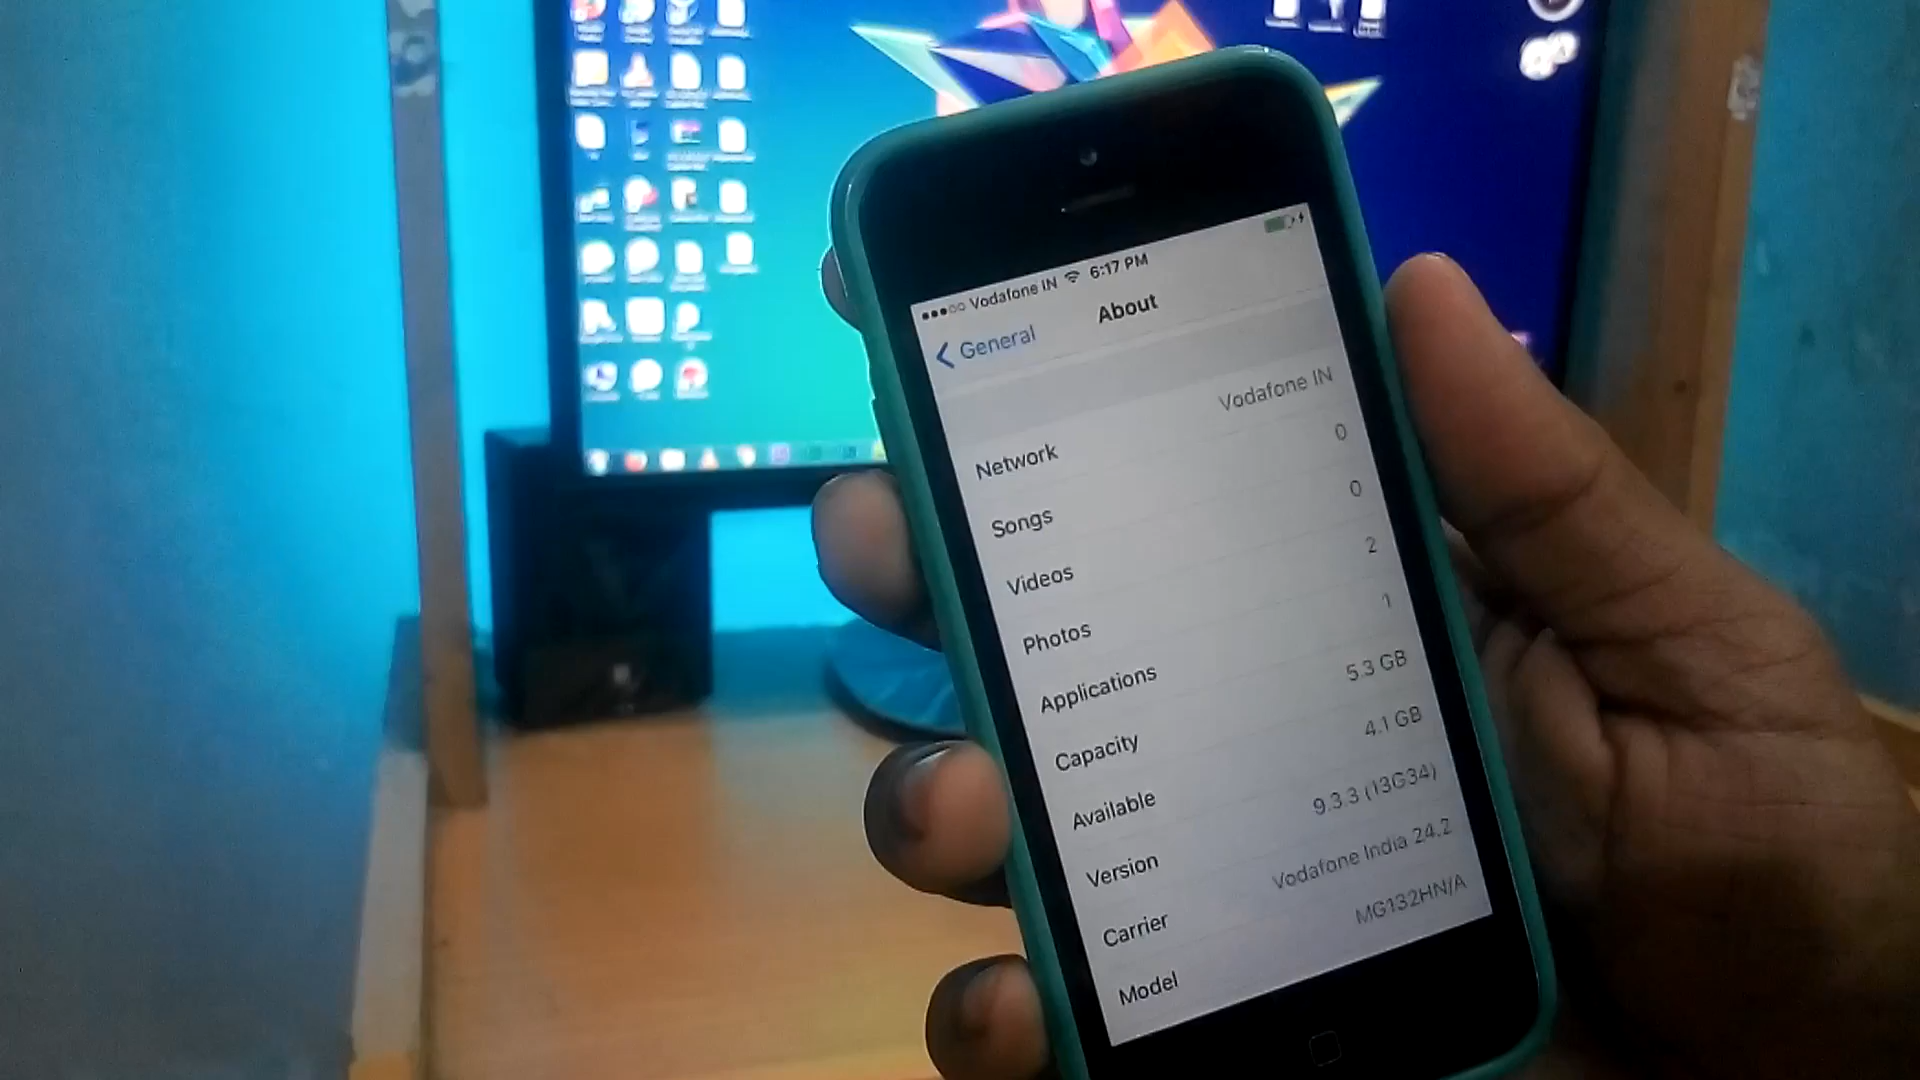 ●●●○○ Vodafone IN 6:17 PM
General About
Network Vodafone IN
Songs 0
Videos 0
Photos 2
Applications 1
Capacity 5.3 GB
Available 4.1 GB
Version 9.3.3 (13G34)
Carrier Vodafone India 24.2
Model MG132HN/A